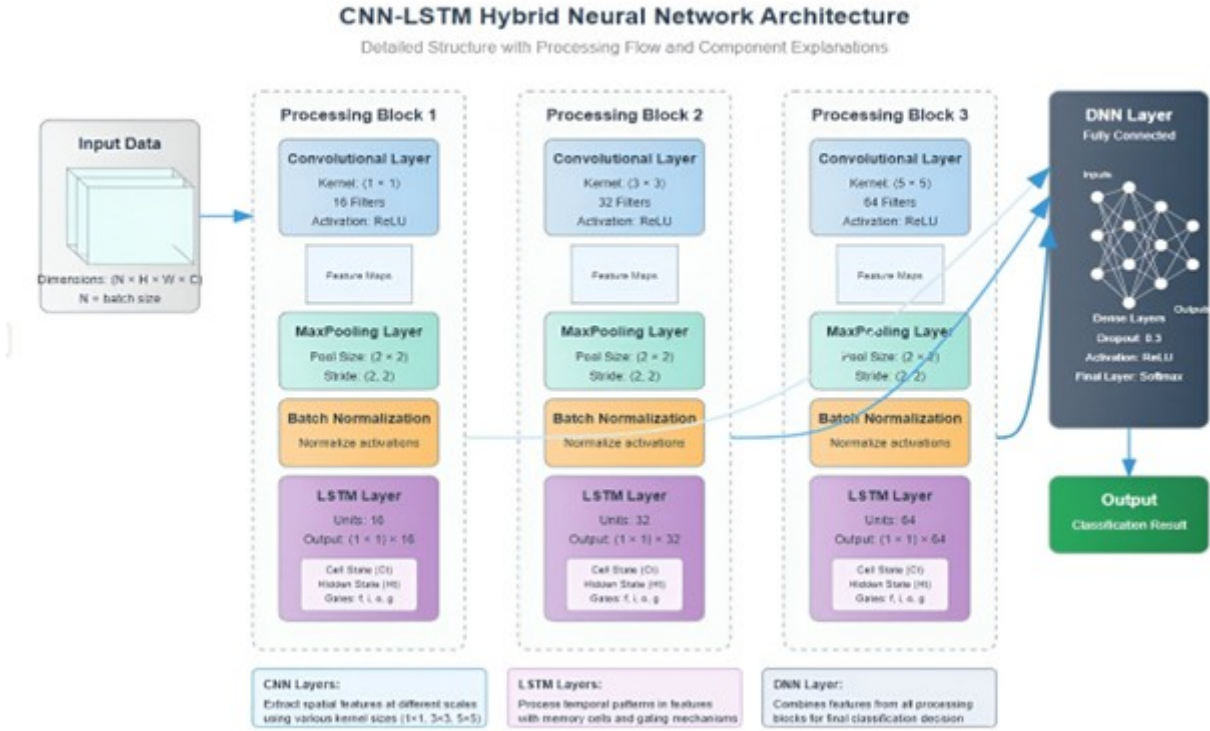 CNN-LSTM Hybrid Neural Network Architecture
Detailed Structure with Processing Flow and Component Explanations
Input Data
Dimensions: (N × H × W × C)
N = batch size
Processing Block 1
Convolutional Layer
Kernel: (1 × 1)
16 Filters
Activation: ReLU
Feature Maps
MaxPooling Layer
Pool Size: (2 × 2)
Stride: (2, 2)
Batch Normalization
Normalize activations
LSTM Layer
Units: 16
Output: (1 × 1) × 16
Cell State (Ct)
Hidden State (Ht)
Gates: f, i, o, g
Processing Block 2
Convolutional Layer
Kernel: (3 × 3)
32 Filters
Activation: ReLU
Feature Maps
MaxPooling Layer
Pool Size: (2 × 2)
Stride: (2, 2)
Batch Normalization
Normalize activations
LSTM Layer
Units: 32
Output: (1 × 1) × 32
Cell State (Ct)
Hidden State (Ht)
Gates: f, i, o, g
Processing Block 3
Convolutional Layer
Kernel: (5 × 5)
64 Filters
Activation: ReLU
Feature Maps
MaxPooling Layer
Pool Size: (2 × 2)
Stride: (2, 2)
Batch Normalization
Normalize activations
LSTM Layer
Units: 64
Output: (1 × 1) × 64
Cell State (Ct)
Hidden State (Ht)
Gates: f, i, o, g
DNN Layer
Fully Connected
Inputs
Outputs
Dense Layers
Dropout: 0.3
Activation: ReLU
Final Layer: Softmax
Output
Classification Result
CNN Layers:
Extract spatial features at different scales
using various kernel sizes (1×1, 3×3, 5×5)
LSTM Layers:
Process temporal patterns in features
with memory cells and gating mechanisms
DNN Layer:
Combines features from all processing
blocks for final classification decision